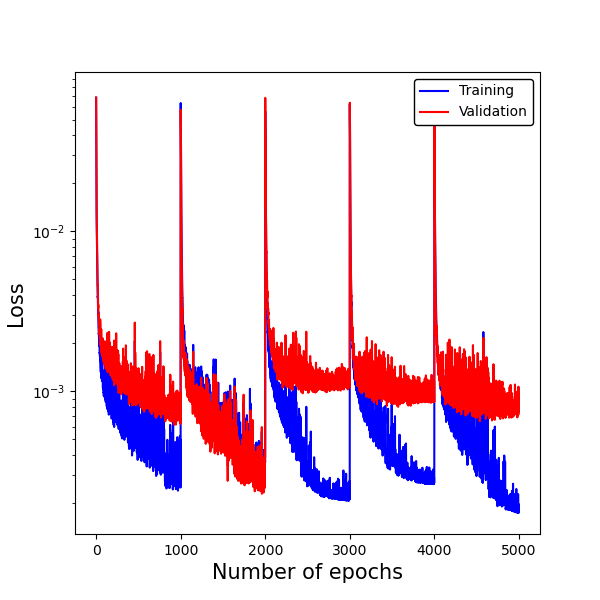 Training
Validation
10⁻²
10⁻³
Loss
0 1000 2000 3000 4000 5000
Number of epochs